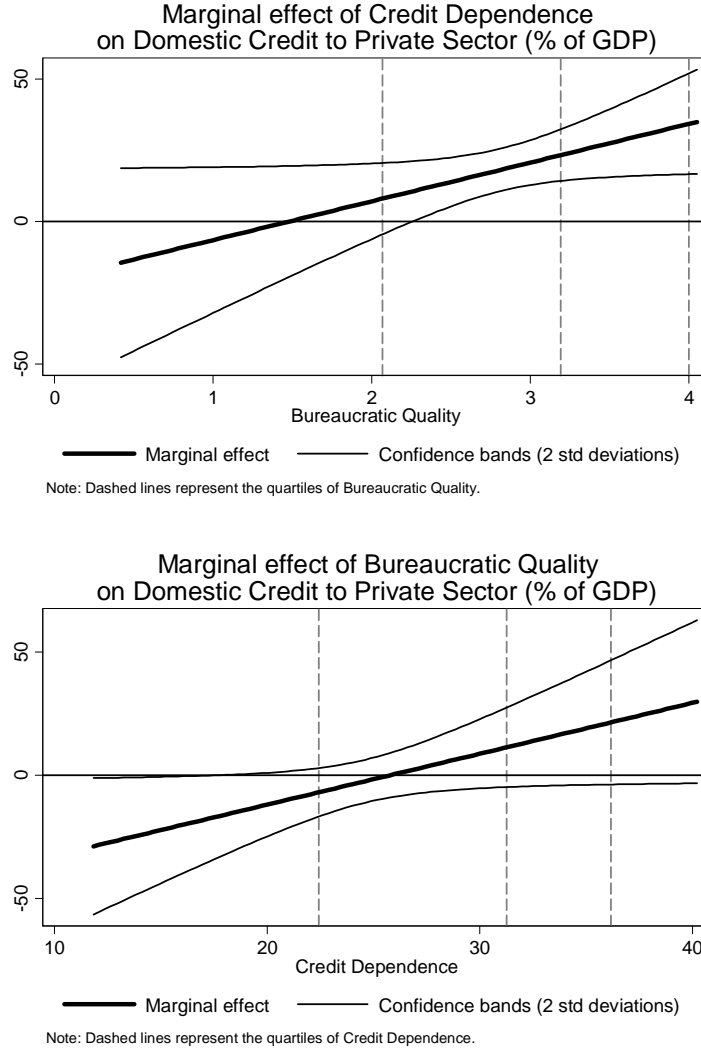 Marginal effect of Credit Dependence
on Domestic Credit to Private Sector (% of GDP)
50
0
-50
0 1 2 3 4
Bureaucratic Quality
Marginal effect Confidence bands (2 std deviations)
Note: Dashed lines represent the quartiles of Bureaucratic Quality.
Marginal effect of Bureaucratic Quality
on Domestic Credit to Private Sector (% of GDP)
50
0
-50
10 20 30 40
Credit Dependence
Marginal effect Confidence bands (2 std deviations)
Note: Dashed lines represent the quartiles of Credit Dependence.